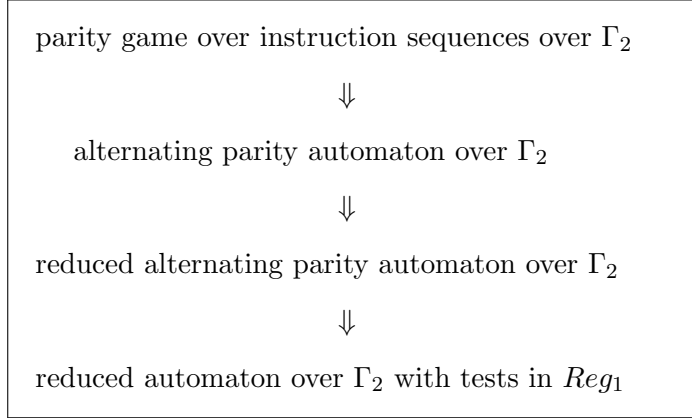 parity game over instruction sequences over Γ₂
⇓
alternating parity automaton over Γ₂
⇓
reduced alternating parity automaton over Γ₂
⇓
reduced automaton over Γ₂ with tests in Reg₁